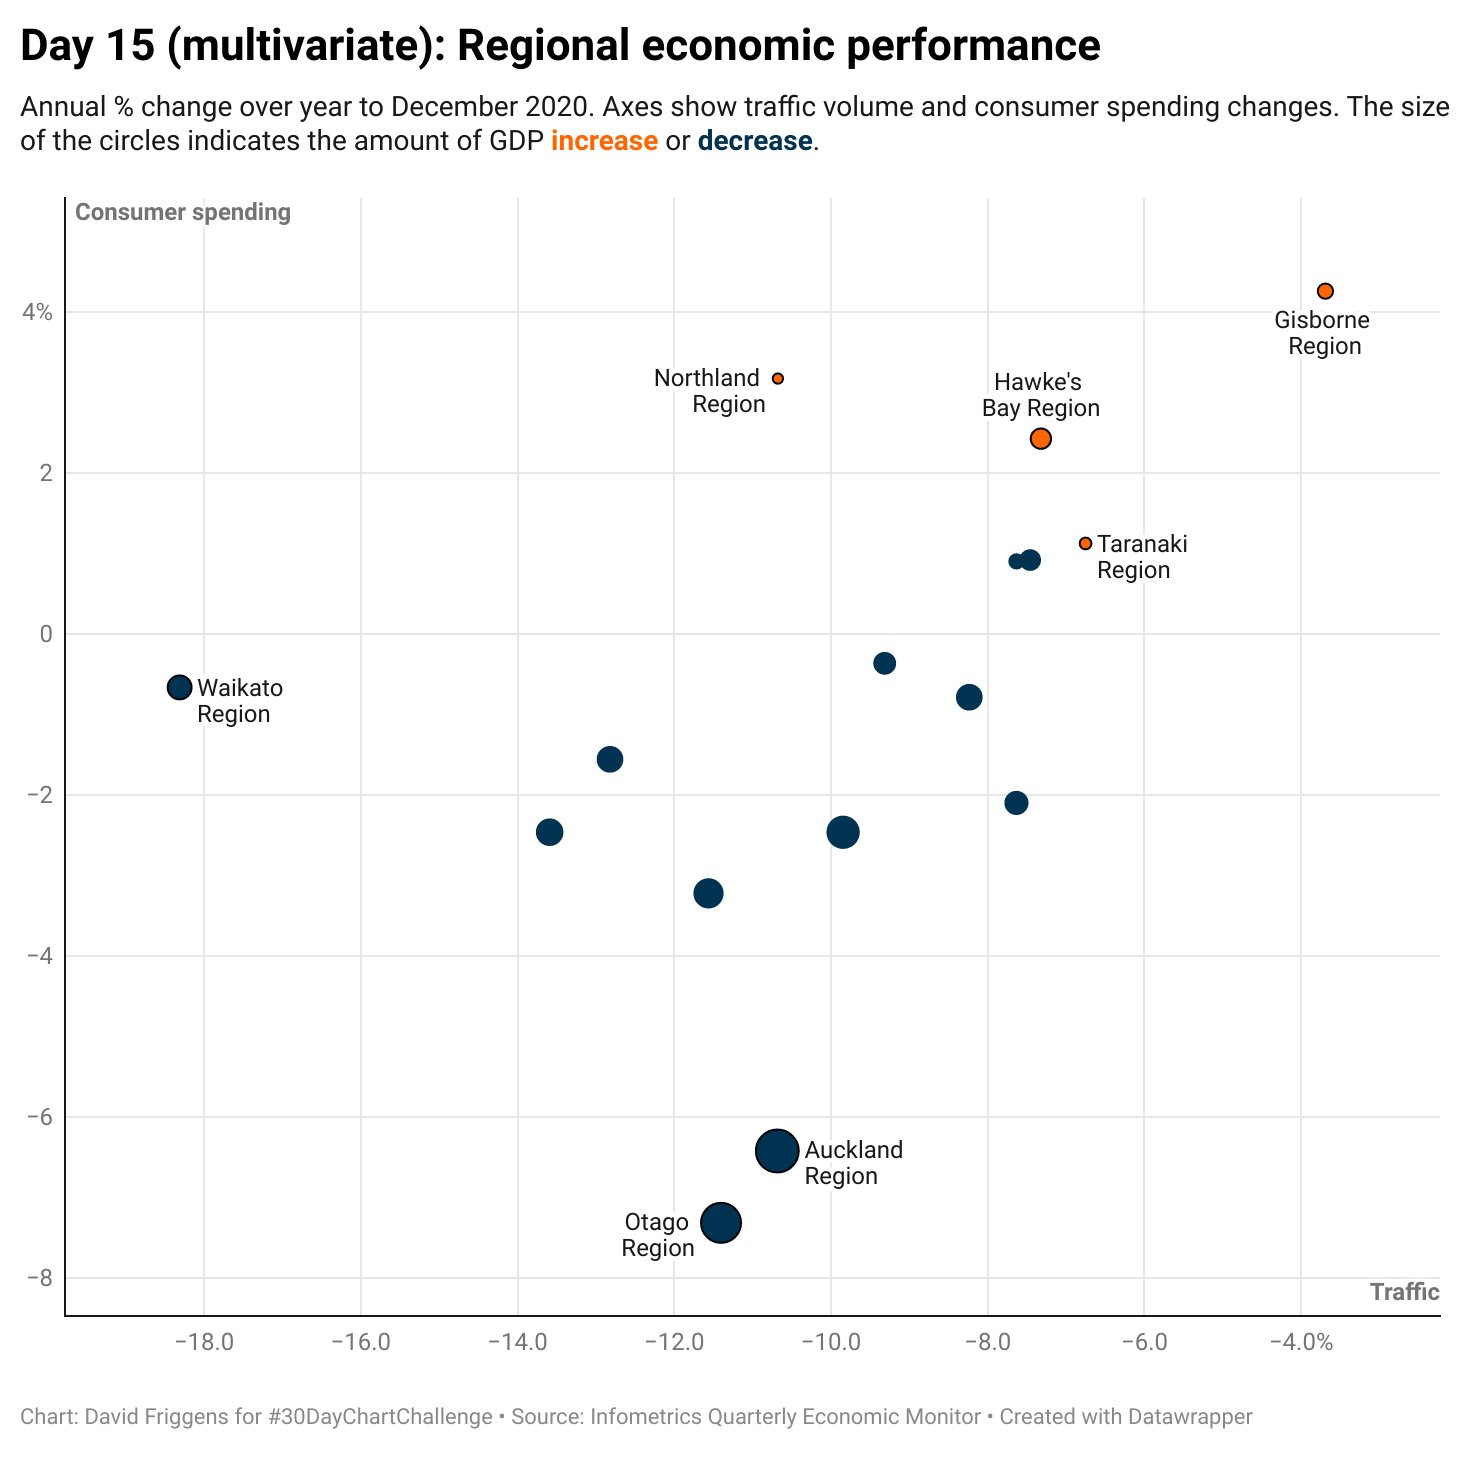 Day 15 (multivariate): Regional economic performance
Annual % change over year to December 2020. Axes show traffic volume and consumer spending changes. The size
of the circles indicates the amount of GDP increase or decrease.
Consumer spending
4%
Gisborne
Region
Northland
Region
Hawke's
Bay Region
2
Taranaki
Region
0
Waikato
Region
−2
−4
−6
Auckland
Region
Otago
Region
−8
Traffic
−18.0
−16.0
−14.0
−12.0
−10.0
−8.0
−6.0
−4.0%
Chart: David Friggens for #30DayChartChallenge • Source: Infometrics Quarterly Economic Monitor • Created with Datawrapper